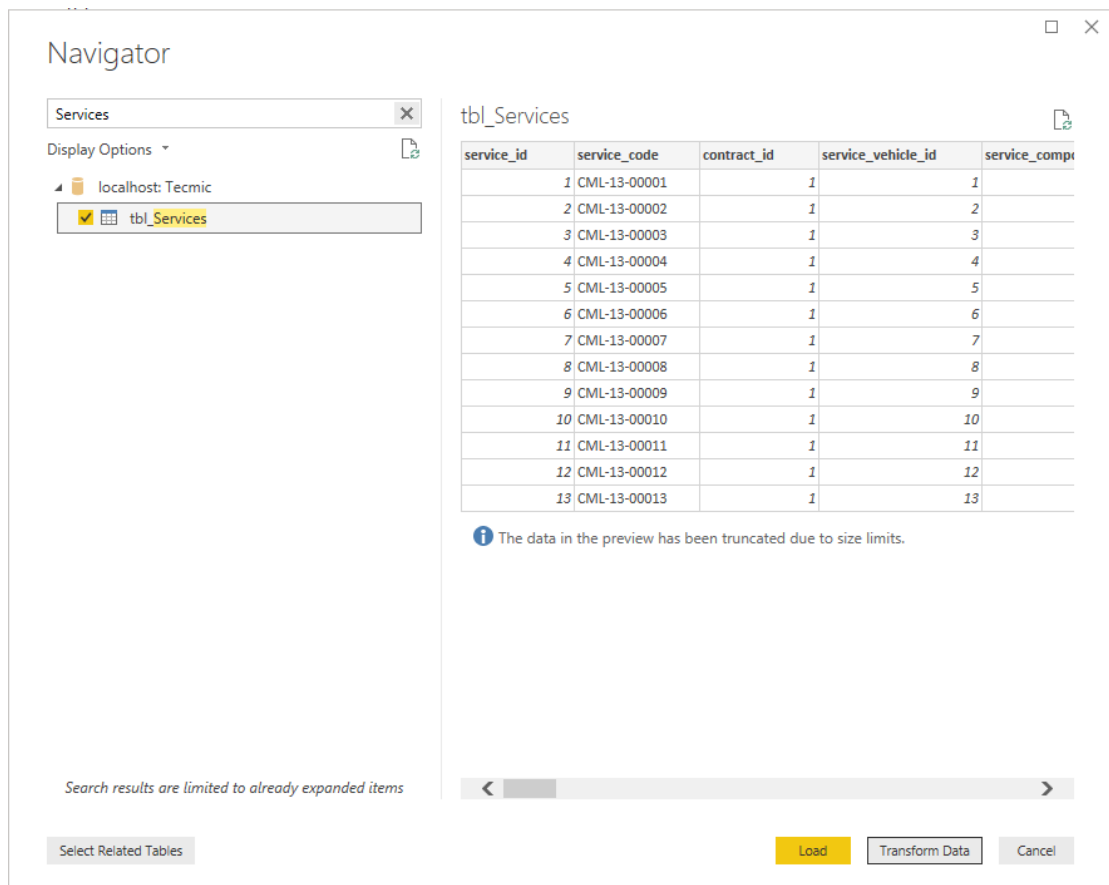 Navigator
Services
Display Options
localhost: Tecmic
tbl_Services
Search results are limited to already expanded items
tbl_Services
service_id service_code contract_id service_vehicle_id service_compo
1 CML-13-00001 1 1
2 CML-13-00002 1 2
3 CML-13-00003 1 3
4 CML-13-00004 1 4
5 CML-13-00005 1 5
6 CML-13-00006 1 6
7 CML-13-00007 1 7
8 CML-13-00008 1 8
9 CML-13-00009 1 9
10 CML-13-00010 1 10
11 CML-13-00011 1 11
12 CML-13-00012 1 12
13 CML-13-00013 1 13
The data in the preview has been truncated due to size limits.
Select Related Tables
Load Transform Data Cancel